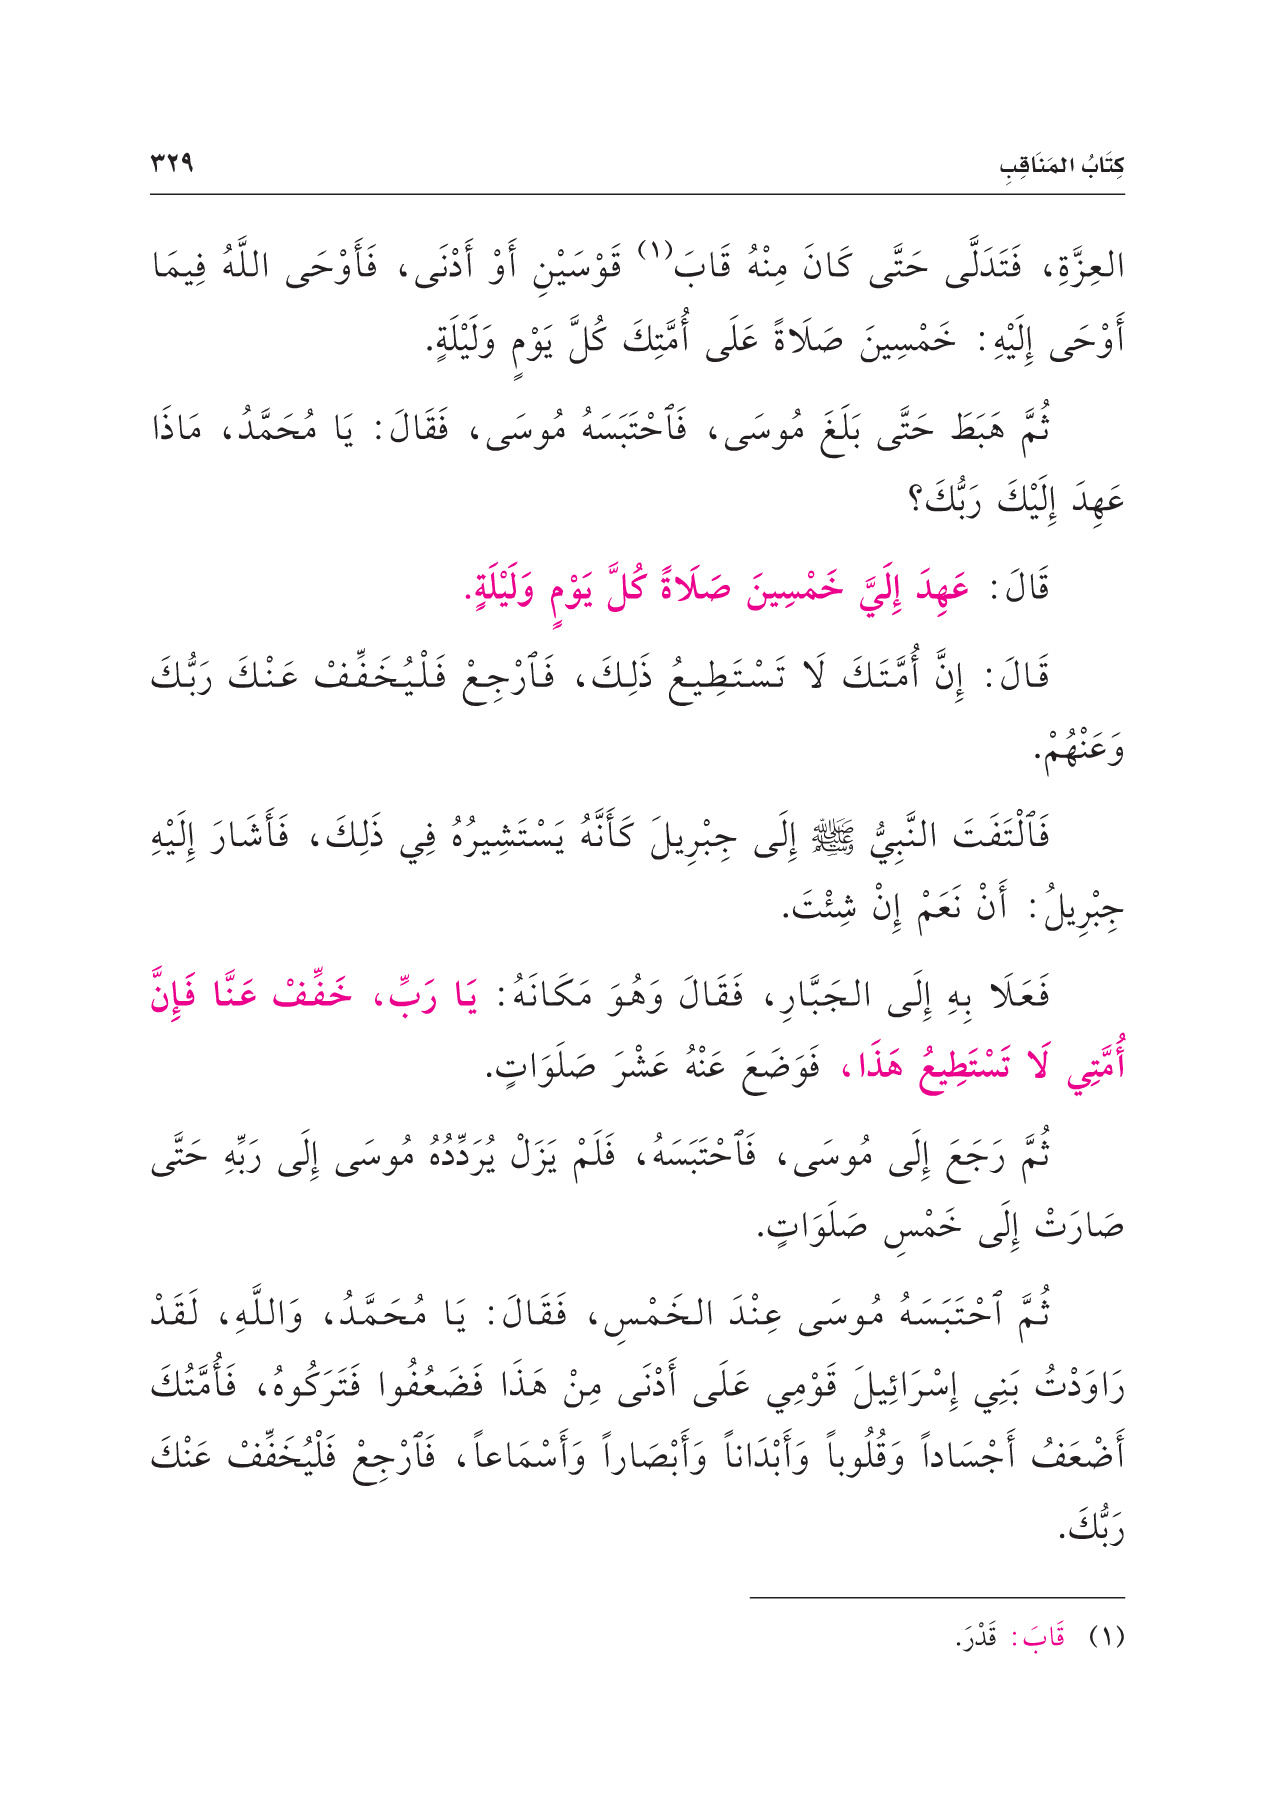 كِتَابُ المَنَاقِبِ ٣٢٩
العِزَّةِ، فَتَدَلَّى حَتَّى كَانَ مِنْهُ قَابَ(١) قَوْسَيْنِ أَوْ أَدْنَى، فَأَوْحَى اللَّهُ فِيمَا
أَوْحَى إِلَيْهِ: خَمْسِينَ صَلَاةً عَلَى أُمَّتِكَ كُلَّ يَوْمٍ وَلَيْلَةٍ.
ثُمَّ هَبَطَ حَتَّى بَلَغَ مُوسَى، فَٱحْتَبَسَهُ مُوسَى، فَقَالَ: يَا مُحَمَّدُ، مَاذَا
عَهِدَ إِلَيْكَ رَبُّكَ؟
قَالَ: عَهِدَ إِلَيَّ خَمْسِينَ صَلَاةً كُلَّ يَوْمٍ وَلَيْلَةٍ.
قَالَ: إِنَّ أُمَّتَكَ لَا تَسْتَطِيعُ ذَلِكَ، فَٱرْجِعْ فَلْيُخَفِّفْ عَنْكَ رَبُّكَ
وَعَنْهُمْ.
فَٱلْتَفَتَ النَّبِيُّ ﷺ إِلَى جِبْرِيلَ كَأَنَّهُ يَسْتَشِيرُهُ فِي ذَلِكَ، فَأَشَارَ إِلَيْهِ
جِبْرِيلُ: أَنْ نَعَمْ إِنْ شِئْتَ.
فَعَلَا بِهِ إِلَى الجَبَّارِ، فَقَالَ وَهُوَ مَكَانَهُ: يَا رَبِّ، خَفِّفْ عَنَّا فَإِنَّ
أُمَّتِي لَا تَسْتَطِيعُ هَذَا، فَوَضَعَ عَنْهُ عَشْرَ صَلَوَاتٍ.
ثُمَّ رَجَعَ إِلَى مُوسَى، فَٱحْتَبَسَهُ، فَلَمْ يَزَلْ يُرَدِّدُهُ مُوسَى إِلَى رَبِّهِ حَتَّى
صَارَتْ إِلَى خَمْسِ صَلَوَاتٍ.
ثُمَّ ٱحْتَبَسَهُ مُوسَى عِنْدَ الخَمْسِ، فَقَالَ: يَا مُحَمَّدُ، وَاللَّهِ، لَقَدْ
رَاوَدْتُ بَنِي إِسْرَائِيلَ قَوْمِي عَلَى أَدْنَى مِنْ هَذَا فَضَعُفُوا فَتَرَكُوهُ، فَأُمَّتُكَ
أَضْعَفُ أَجْسَاداً وَقُلُوباً وَأَبْدَاناً وَأَبْصَاراً وَأَسْمَاعاً، فَٱرْجِعْ فَلْيُخَفِّفْ عَنْكَ
رَبُّكَ.
(١) قَابَ: قَدْرَ.